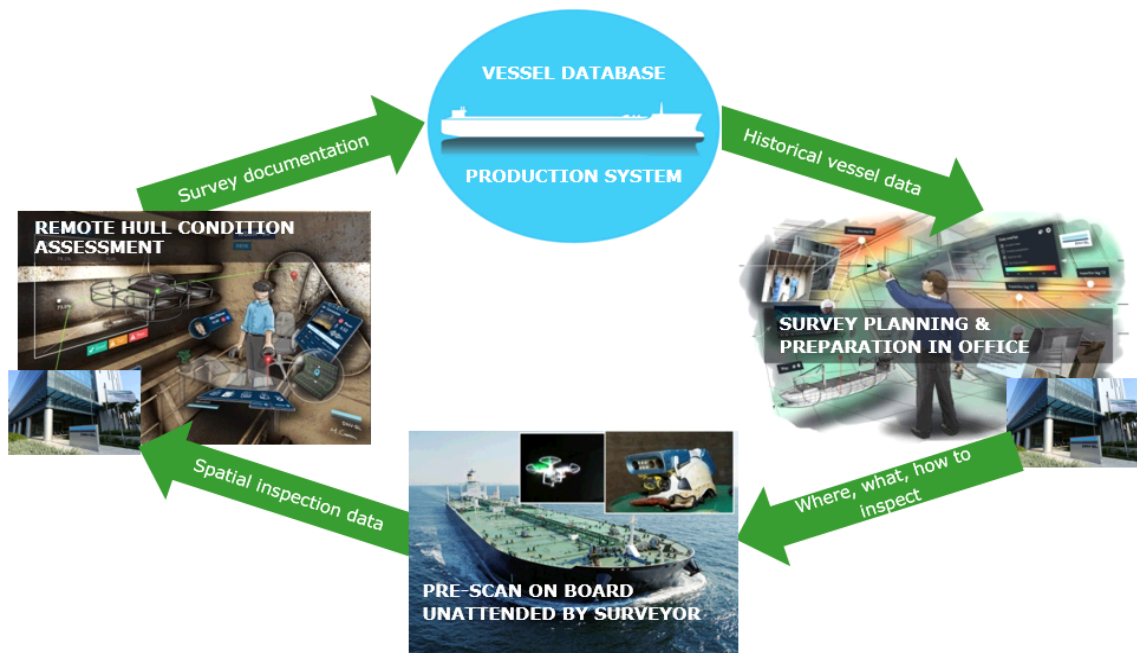 VESSEL DATABASE
PRODUCTION SYSTEM
Survey documentation
Historical vessel data
REMOTE HULL CONDITION
ASSESSMENT
SURVEY PLANNING &
PREPARATION IN OFFICE
Where, what, how to
inspect
Spatial inspection data
PRE-SCAN ON BOARD
UNATTENDED BY SURVEYOR